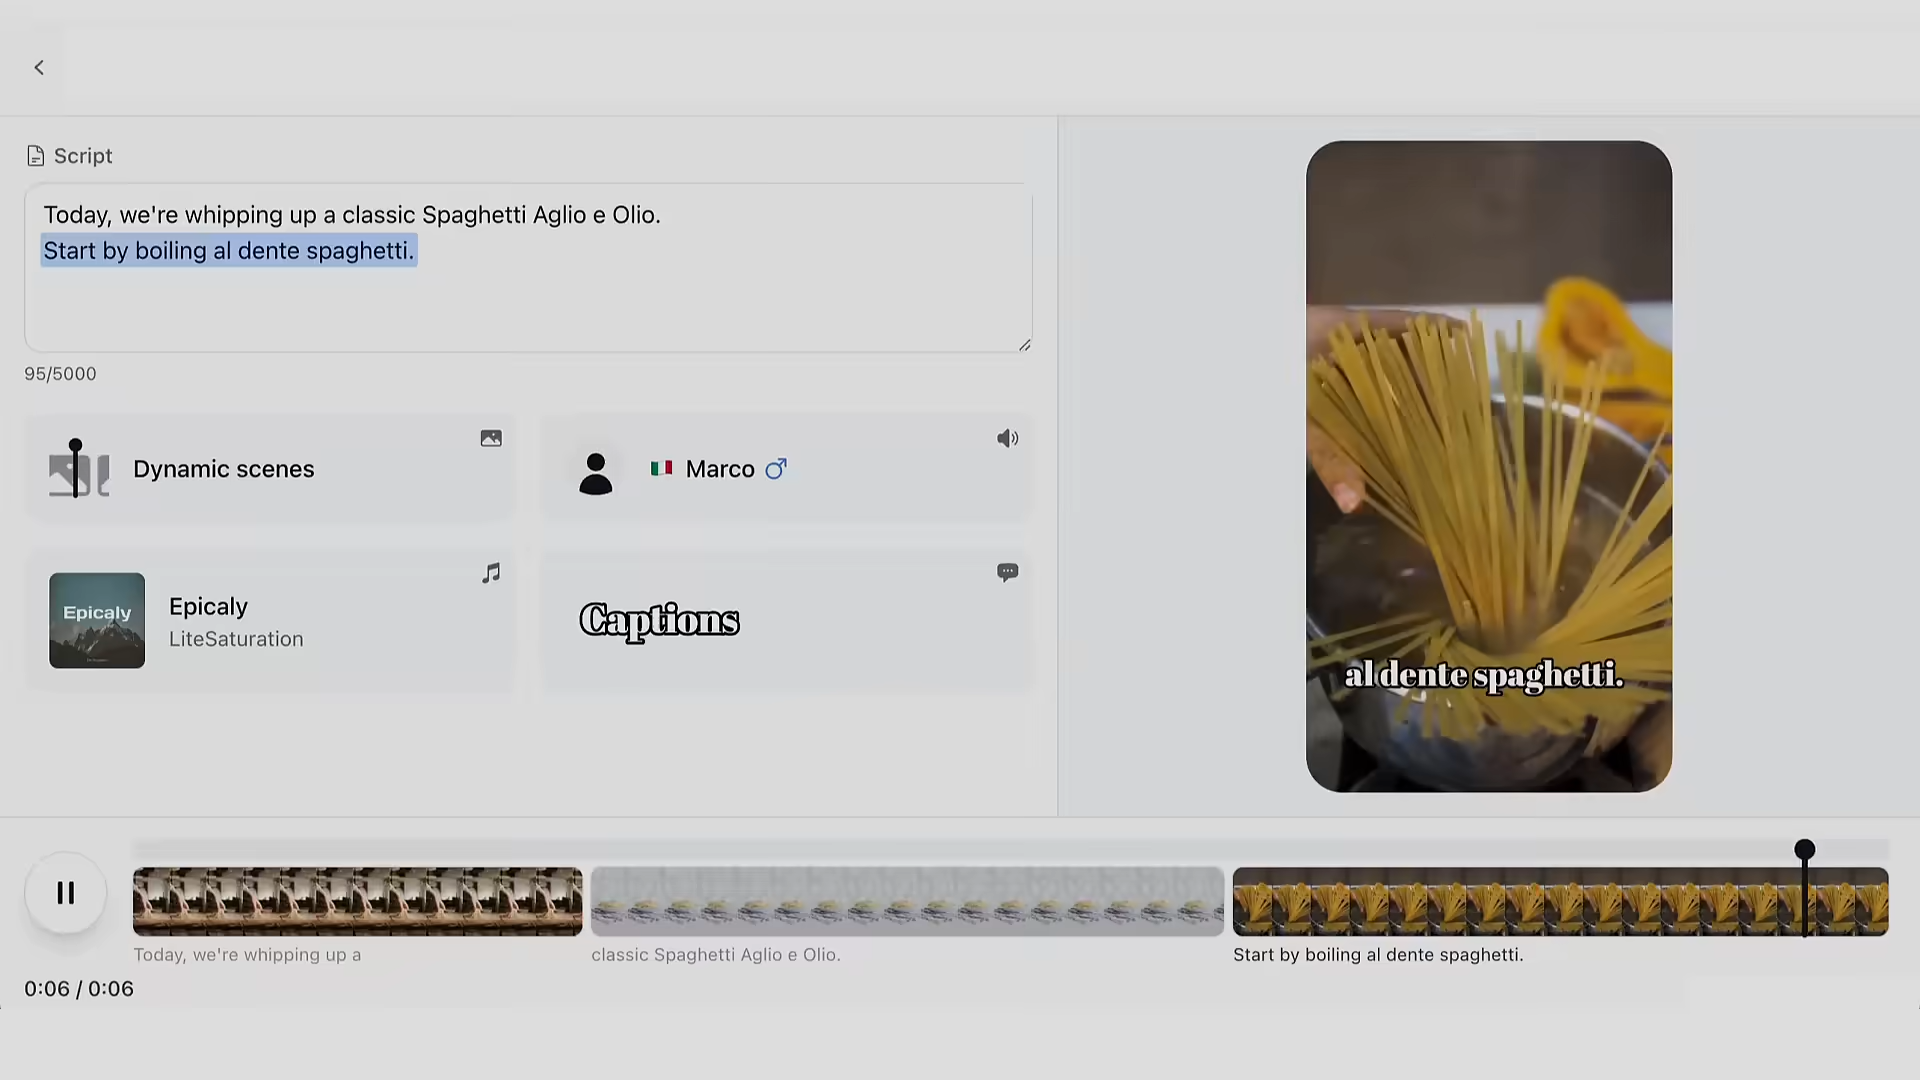 Script
Today, we're whipping up a classic Spaghetti Aglio e Olio.
Start by boiling al dente spaghetti.
95/5000
Dynamic scenes
Marco
Epicaly
Epicaly
LiteSaturation
Captions
al dente spaghetti.
Today, we're whipping up a
classic Spaghetti Aglio e Olio.
Start by boiling al dente spaghetti.
0:06 / 0:06